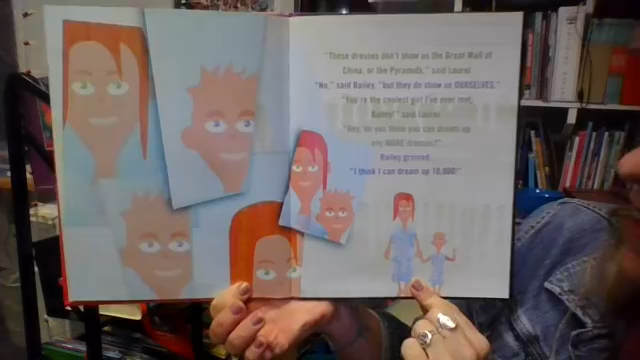 "These dresses don't show us the Great Wall of
China, or the Pyramids," said Laurel.
"No," said Bailey, "but they do show us OURSELVES."
"You're the coolest girl I've ever met,
Bailey!" said Laurel.
"Hey, do you think you can dream up
any MORE dresses?"
Bailey grinned.
"I think I can dream up 10,000!"